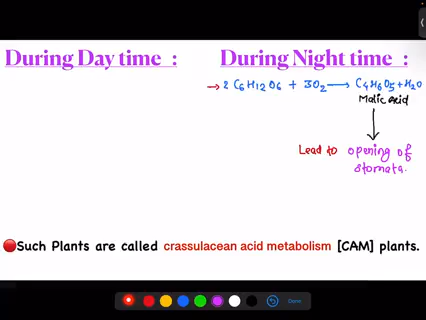 During Day time :
During Night time :
→ 2 C6H12O6 + 3O2 → C4H6O5+H2O
Malic acid
Lead to opening of
stomata.
Such Plants are called crassulacean acid metabolism [CAM] plants.
Done